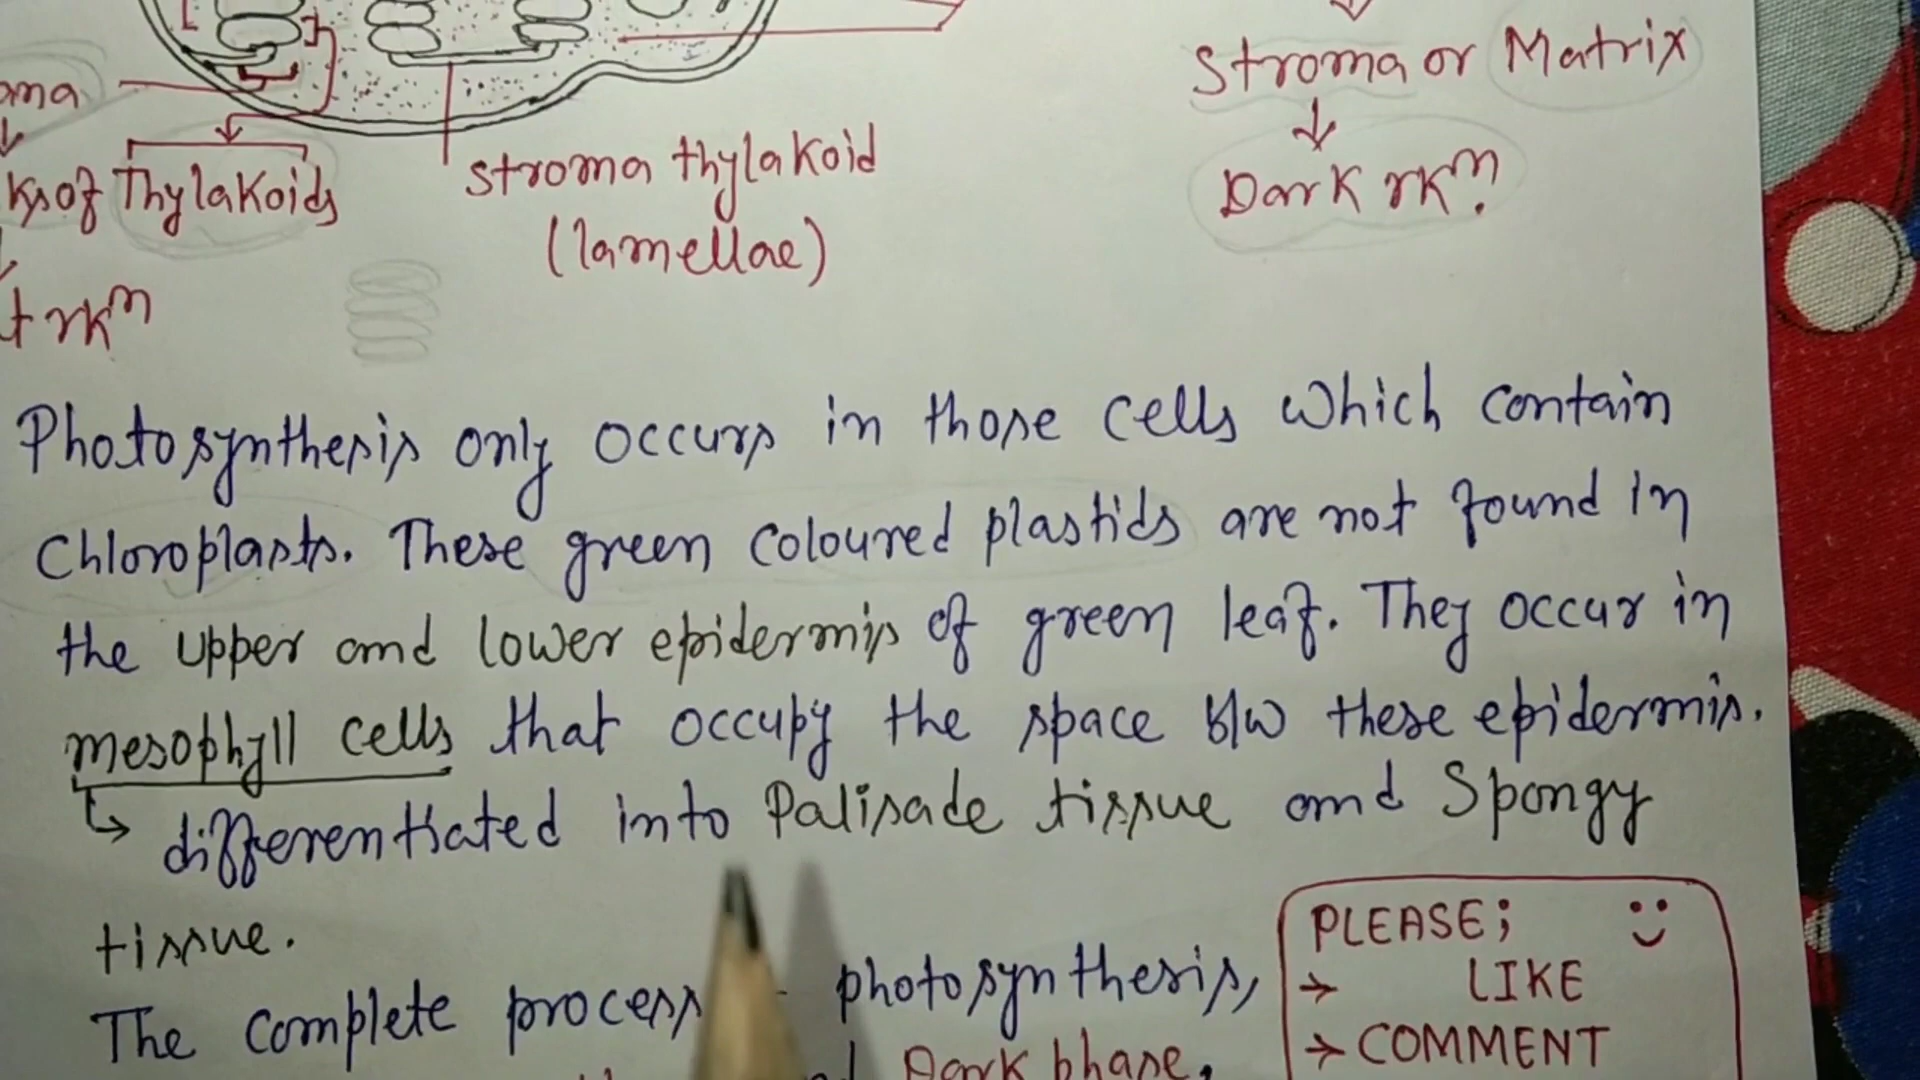 Stroma or Matrix
Dark rkⁿ.
Ks of Thylakoids
Stroma thylakoid
(lamellae)
rkⁿ
Photosynthesis only occurs in those cells which contain
Chloroplasts. These green coloured plastids are not found in
the upper and lower epidermis of green leaf. They occur in
mesophyll cells that occupy the space b/w these epidermis.
↳ differentiated into Palisade tissue and Spongy
tissue.
The complete process photosynthesis,
Dark phase.
PLEASE;
→ LIKE
→ COMMENT